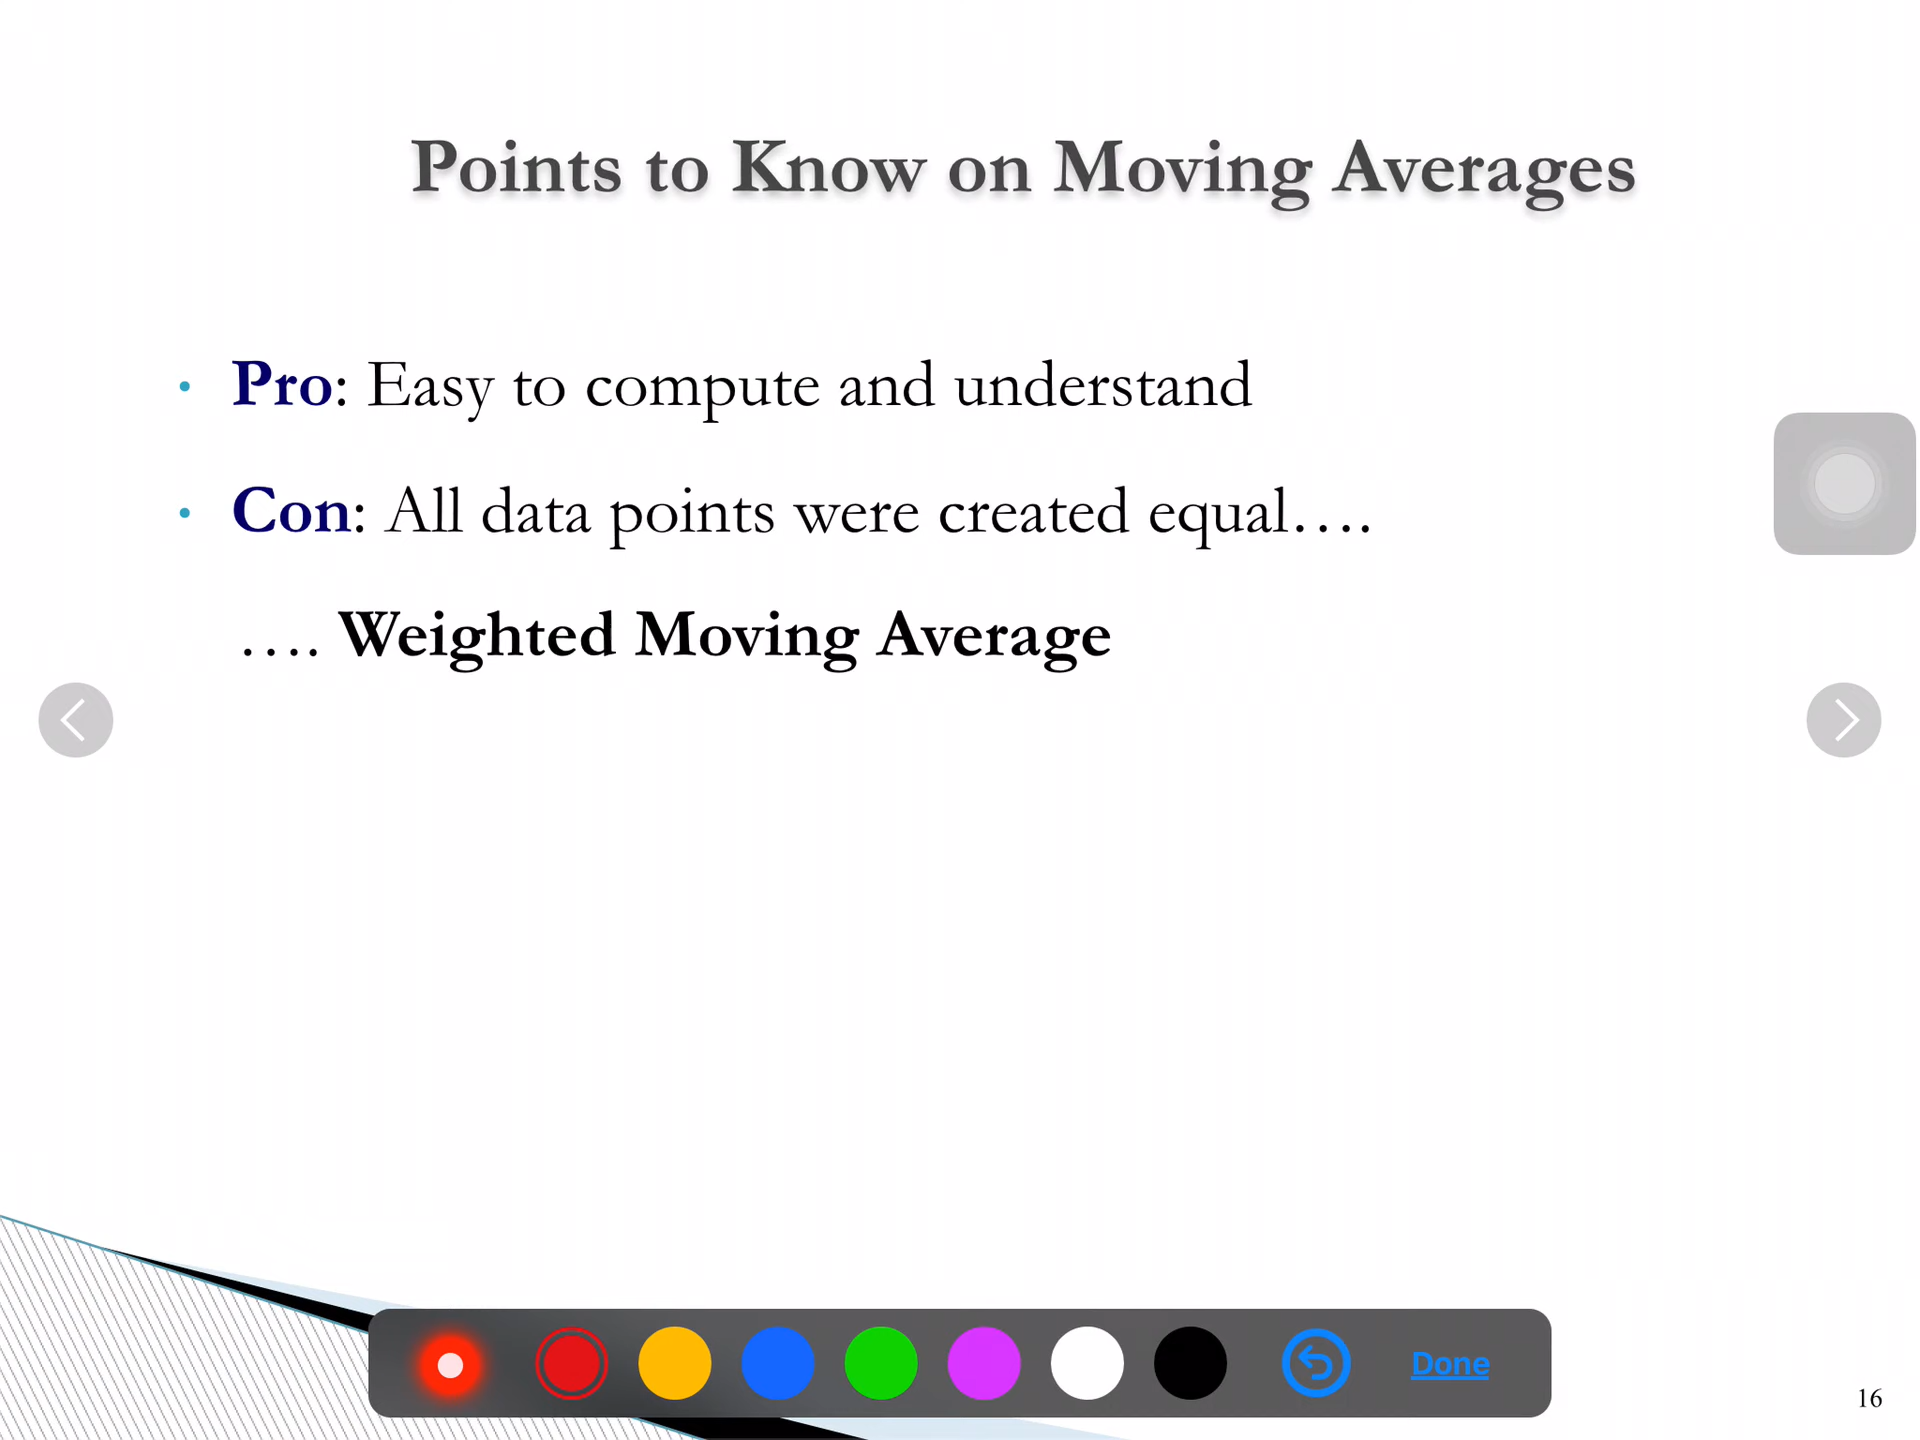 Points to Know on Moving Averages
• Pro: Easy to compute and understand
• Con: All data points were created equal….
…. Weighted Moving Average
Done
16